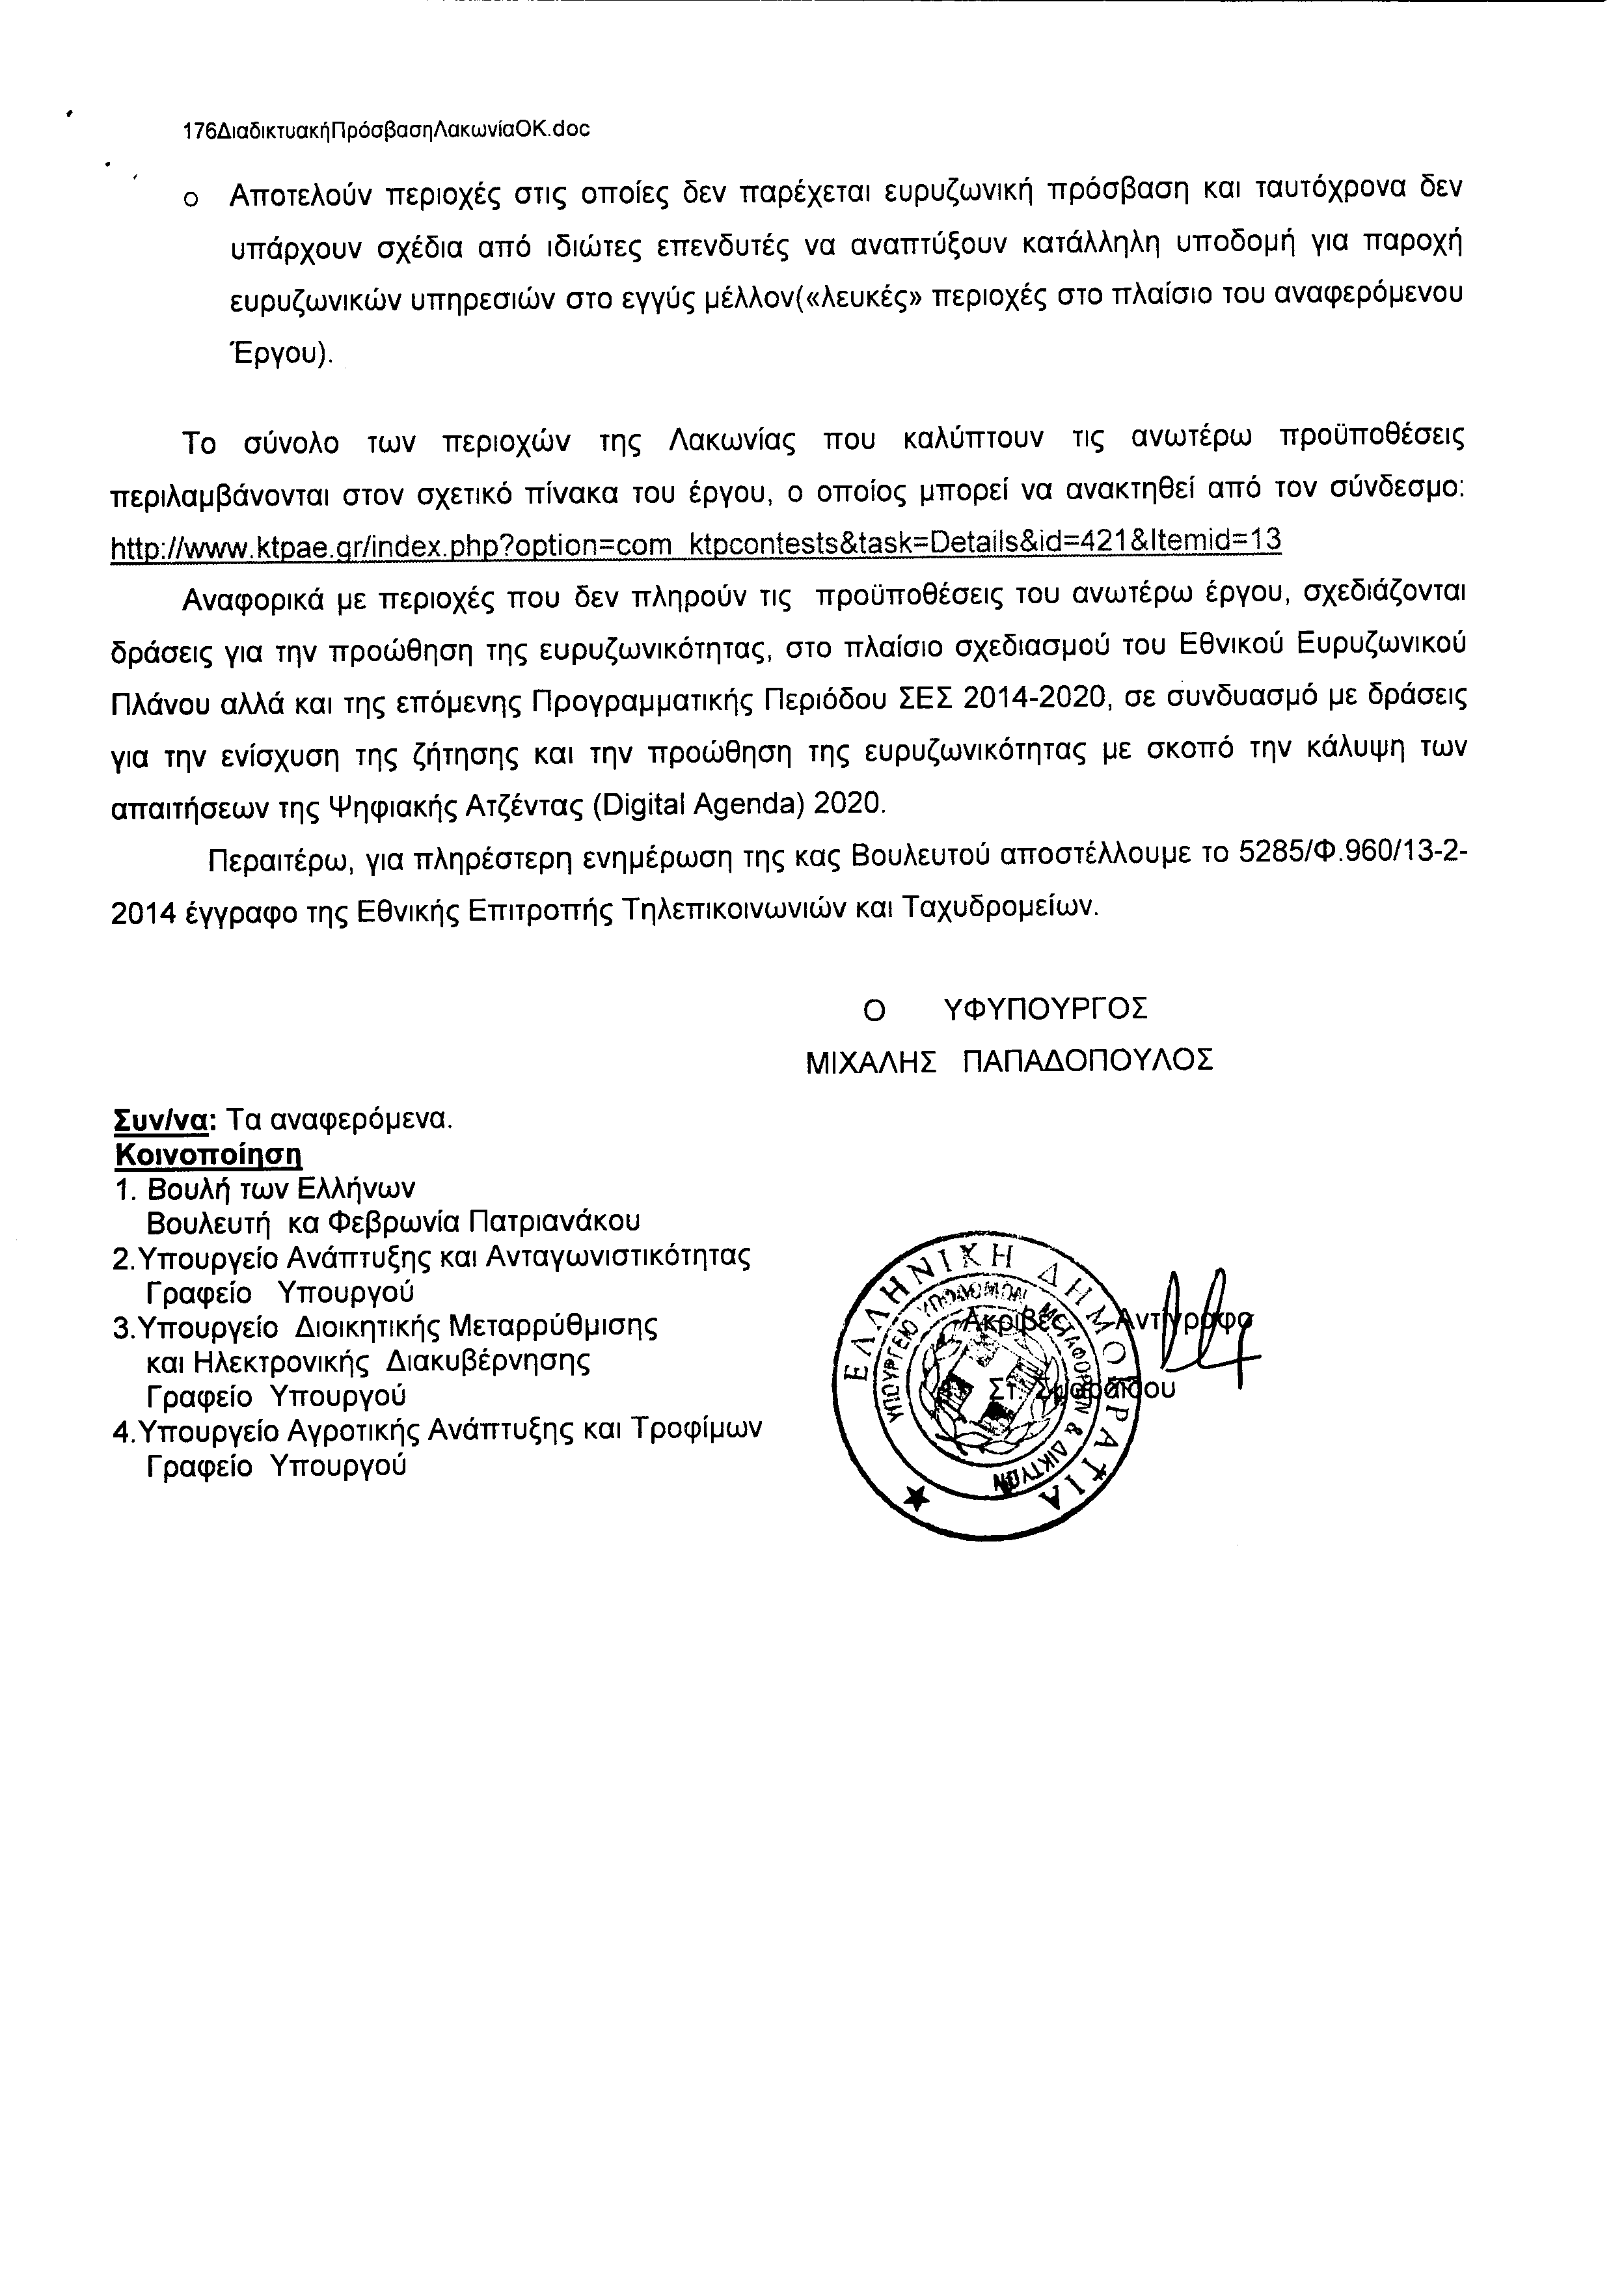 176ΔιαδικτυακήΠρόσβασηΛακωνίαΟΚ.doc
o Αποτελούν περιοχές στις οποίες δεν παρέχεται ευρυζωνική πρόσβαση και ταυτόχρονα δεν
υπάρχουν σχέδια από ιδιώτες επενδυτές να αναπτύξουν κατάλληλη υποδομή για παροχή
ευρυζωνικών υπηρεσιών στο εγγύς μέλλον(«λευκές» περιοχές στο πλαίσιο του αναφερόμενου
Έργου).
Το σύνολο των περιοχών της Λακωνίας που καλύπτουν τις ανωτέρω προϋποθέσεις
περιλαμβάνονται στον σχετικό πίνακα του έργου, ο οποίος μπορεί να ανακτηθεί από τον σύνδεσμο:
http://www.ktpae.gr/index.php?option=com_ktpcontests&task=Details&id=421&Itemid=13
Αναφορικά με περιοχές που δεν πληρούν τις προϋποθέσεις του ανωτέρω έργου, σχεδιάζονται
δράσεις για την προώθηση της ευρυζωνικότητας, στο πλαίσιο σχεδιασμού του Εθνικού Ευρυζωνικού
Πλάνου αλλά και της επόμενης Προγραμματικής Περιόδου ΣΕΣ 2014-2020, σε συνδυασμό με δράσεις
για την ενίσχυση της ζήτησης και την προώθηση της ευρυζωνικότητας με σκοπό την κάλυψη των
απαιτήσεων της Ψηφιακής Ατζέντας (Digital Agenda) 2020.
Περαιτέρω, για πληρέστερη ενημέρωση της κας Βουλευτού αποστέλλουμε το 5285/Φ.960/13-2-
2014 έγγραφο της Εθνικής Επιτροπής Τηλεπικοινωνιών και Ταχυδρομείων.
Ο ΥΦΥΠΟΥΡΓΟΣ
ΜΙΧΑΛΗΣ ΠΑΠΑΔΟΠΟΥΛΟΣ
Συν/να: Τα αναφερόμενα.
Κοινοποίηση
1. Βουλή των Ελλήνων
Βουλευτή κα Φεβρωνία Πατριανάκου
2.Υπουργείο Ανάπτυξης και Ανταγωνιστικότητας
Γραφείο Υπουργού
3.Υπουργείο Διοικητικής Μεταρρύθμισης
και Ηλεκτρονικής Διακυβέρνησης
Γραφείο Υπουργού
4.Υπουργείο Αγροτικής Ανάπτυξης και Τροφίμων
Γραφείο Υπουργού
ΕΛΛΗΝΙΚΗ ΔΗΜΟΚΡΑΤΙΑ
ΥΠΟΥΡΓΕΙΟ ΥΠΟΔΟΜΩΝ ΜΕΤΑΦΟΡΩΝ & ΔΙΚΤΥΩΝ
Ακριβές Αντίγραφο
Στ.